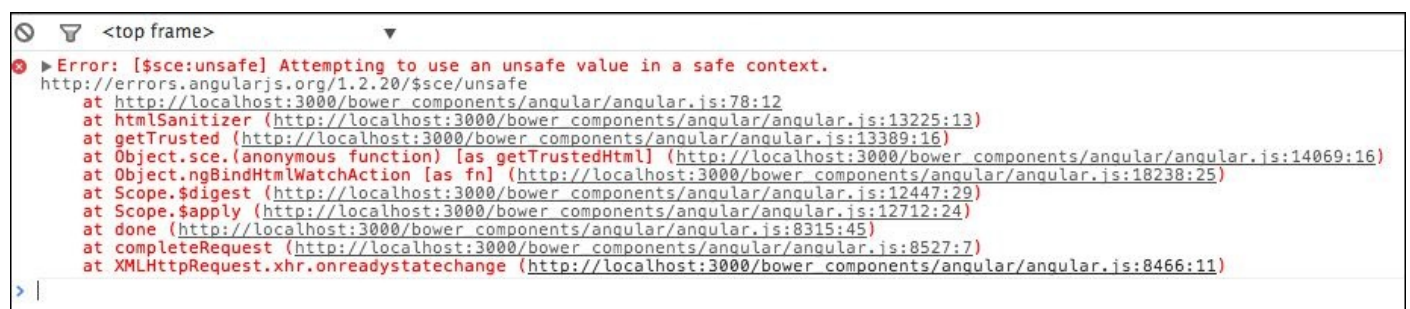 <top frame> ▼
Error: [$sce:unsafe] Attempting to use an unsafe value in a safe context.
http://errors.angularjs.org/1.2.20/$sce/unsafe
at http://localhost:3000/bower_components/angular/angular.js:78:12
at htmlSanitizer (http://localhost:3000/bower_components/angular/angular.js:13225:13)
at getTrusted (http://localhost:3000/bower_components/angular/angular.js:13389:16)
at Object.sce.(anonymous function) [as getTrustedHtml] (http://localhost:3000/bower_components/angular/angular.js:14069:16)
at Object.ngBindHtmlWatchAction [as fn] (http://localhost:3000/bower_components/angular/angular.js:18238:25)
at Scope.$digest (http://localhost:3000/bower_components/angular/angular.js:12447:29)
at Scope.$apply (http://localhost:3000/bower_components/angular/angular.js:12712:24)
at done (http://localhost:3000/bower_components/angular/angular.js:8315:45)
at completeRequest (http://localhost:3000/bower_components/angular/angular.js:8527:7)
at XMLHttpRequest.xhr.onreadystatechange (http://localhost:3000/bower_components/angular/angular.js:8466:11)
>